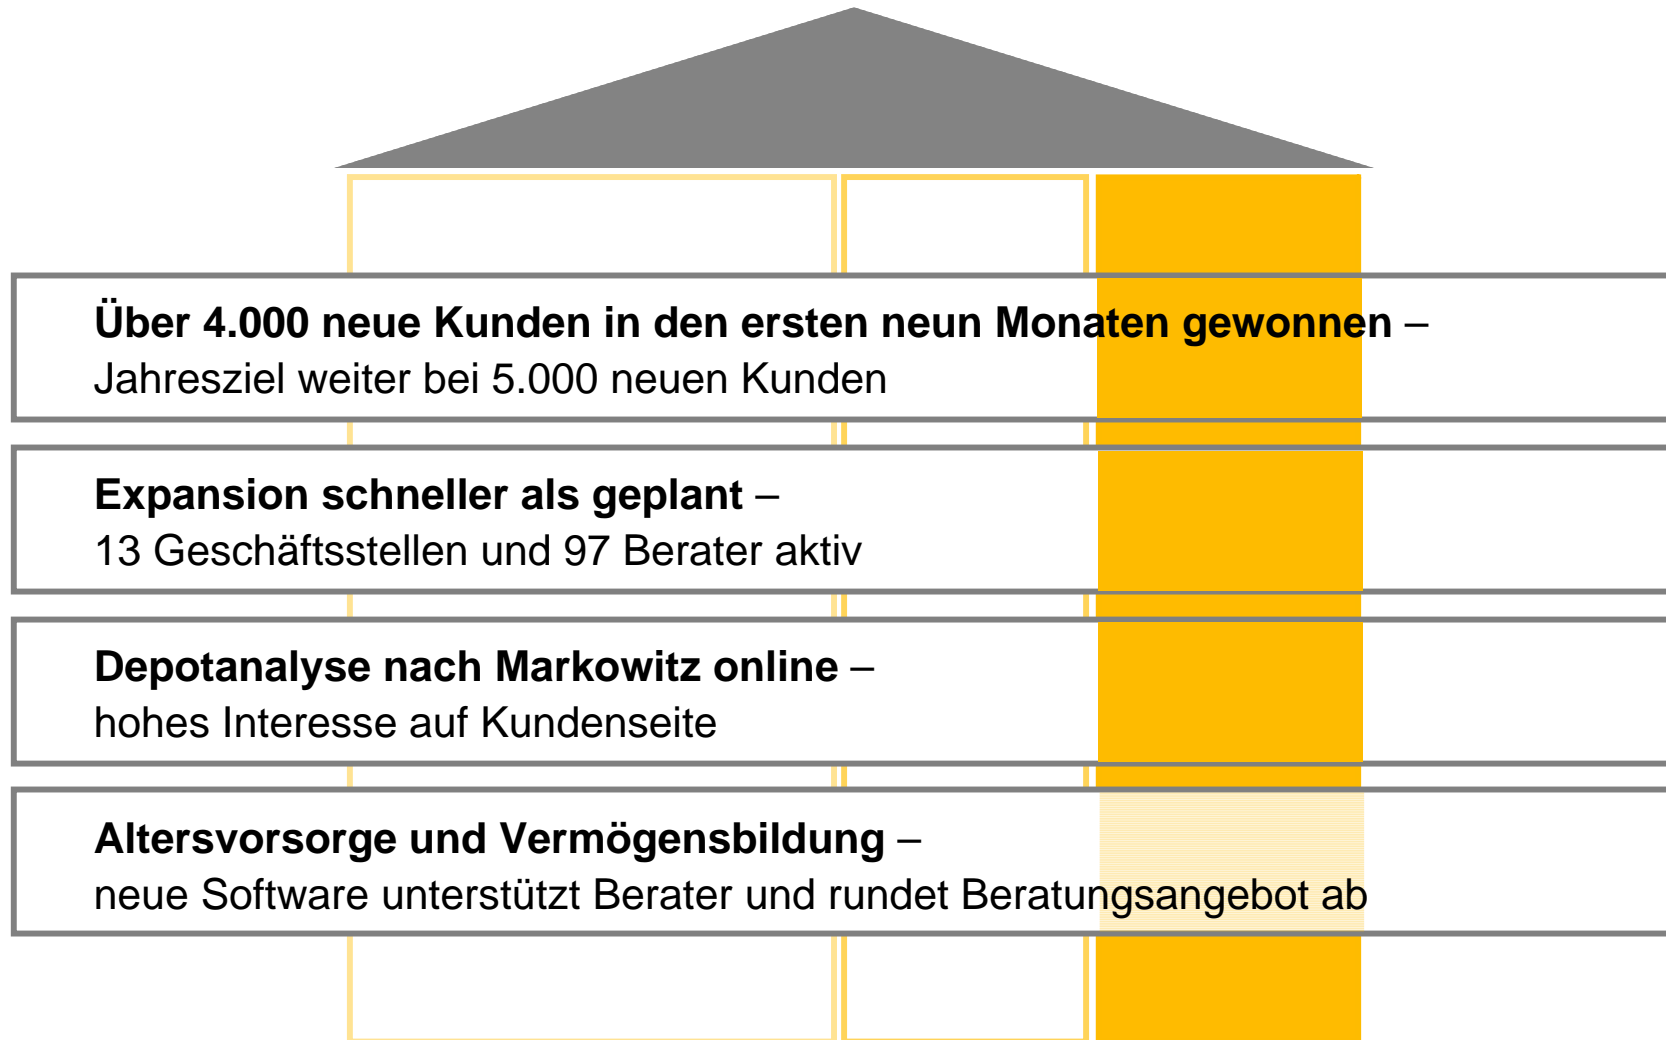 Über 4.000 neue Kunden in den ersten neun Monaten gewonnen –
Jahresziel weiter bei 5.000 neuen Kunden
Expansion schneller als geplant –
13 Geschäftsstellen und 97 Berater aktiv
Depotanalyse nach Markowitz online –
hohes Interesse auf Kundenseite
Altersvorsorge und Vermögensbildung –
neue Software unterstützt Berater und rundet Beratungsangebot ab